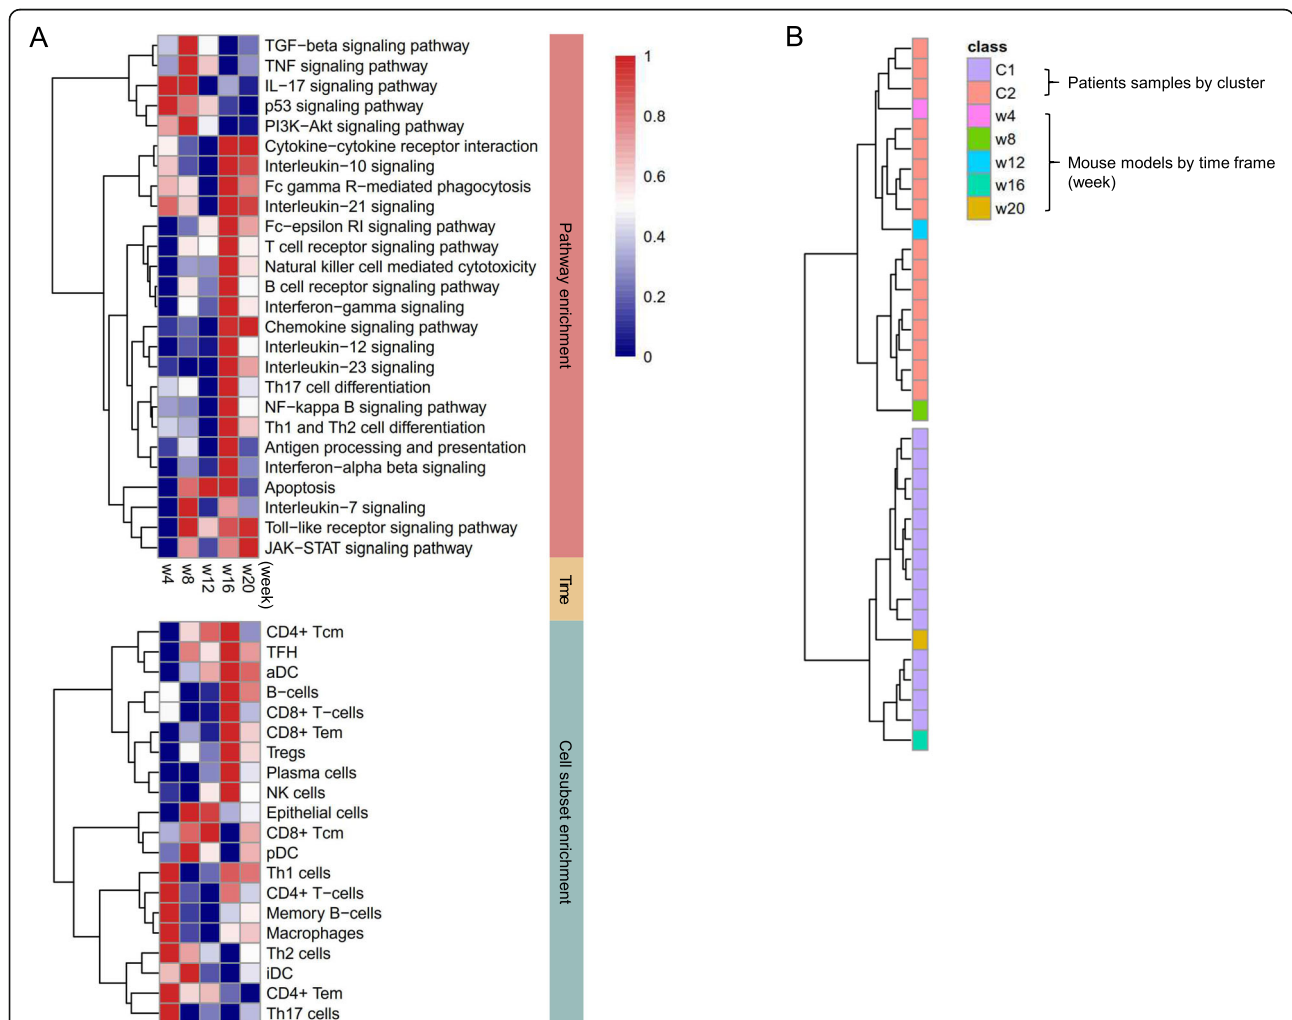 A
TGF-beta signaling pathway
TNF signaling pathway
IL-17 signaling pathway
p53 signaling pathway
PI3K-Akt signaling pathway
Cytokine-cytokine receptor interaction
Interleukin-10 signaling
Fc gamma R-mediated phagocytosis
Interleukin-21 signaling
Fc-epsilon RI signaling pathway
T cell receptor signaling pathway
Natural killer cell mediated cytotoxicity
B cell receptor signaling pathway
Interferon-gamma signaling
Chemokine signaling pathway
Interleukin-12 signaling
Interleukin-23 signaling
Th17 cell differentiation
NF-kappa B signaling pathway
Th1 and Th2 cell differentiation
Antigen processing and presentation
Interferon-alpha beta signaling
Apoptosis
Interleukin-7 signaling
Toll-like receptor signaling pathway
JAK-STAT signaling pathway
w4
w8
w12
w16
w20
(week)
CD4+ Tcm
TFH
aDC
B-cells
CD8+ T-cells
CD8+ Tem
Tregs
Plasma cells
NK cells
Epithelial cells
CD8+ Tcm
pDC
Th1 cells
CD4+ T-cells
Memory B-cells
Macrophages
Th2 cells
iDC
CD4+ Tem
Th17 cells
Pathway enrichment
Time
Cell subset enrichment
1
0.8
0.6
0.4
0.2
0
B
class
C1
C2
w4
w8
w12
w16
w20
Patients samples by cluster
Mouse models by time frame
(week)